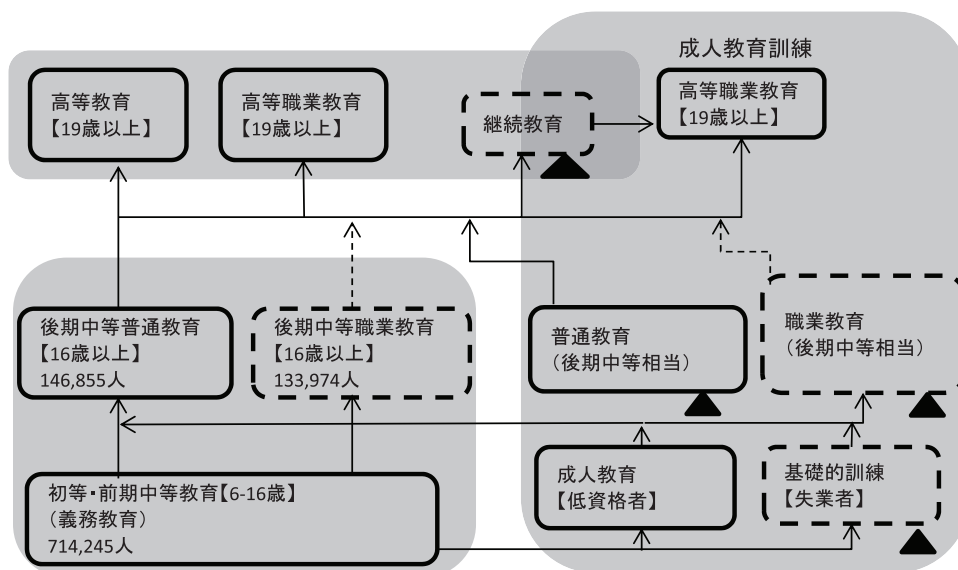 成人教育訓練
高等教育
【19歳以上】
高等職業教育
【19歳以上】
継続教育
高等職業教育
【19歳以上】
後期中等普通教育
【16歳以上】
146,855人
後期中等職業教育
【16歳以上】
133,974人
普通教育
(後期中等相当)
職業教育
(後期中等相当)
初等・前期中等教育【6-16歳】
(義務教育)
714,245人
成人教育
【低資格者】
基礎的訓練
【失業者】